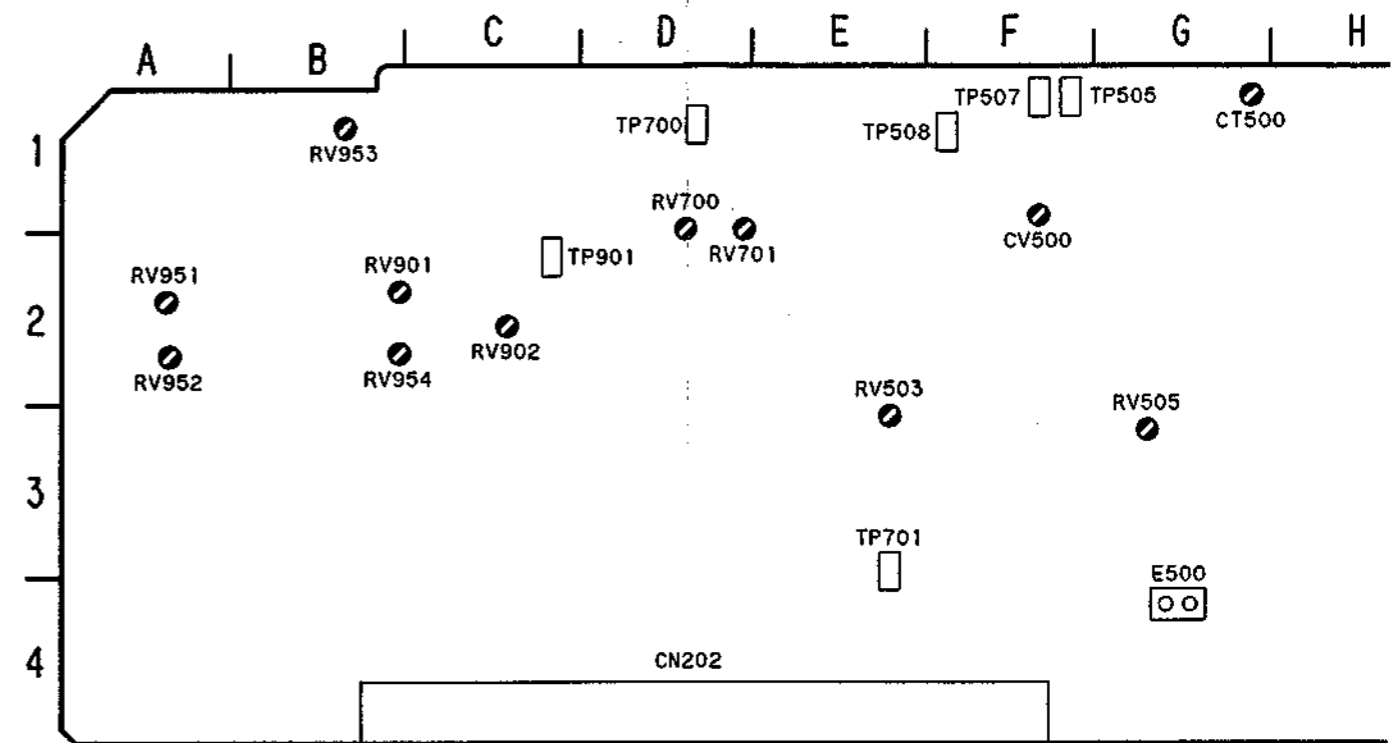 A B C D E F G H
1
TP507 TP505
CT500
TP700 TP508
RV953
RV700
CV500
RV701
TP901
RV951 RV901
2
RV902
RV952 RV954
RV503
RV505
3
TP701
E500
4
CN202